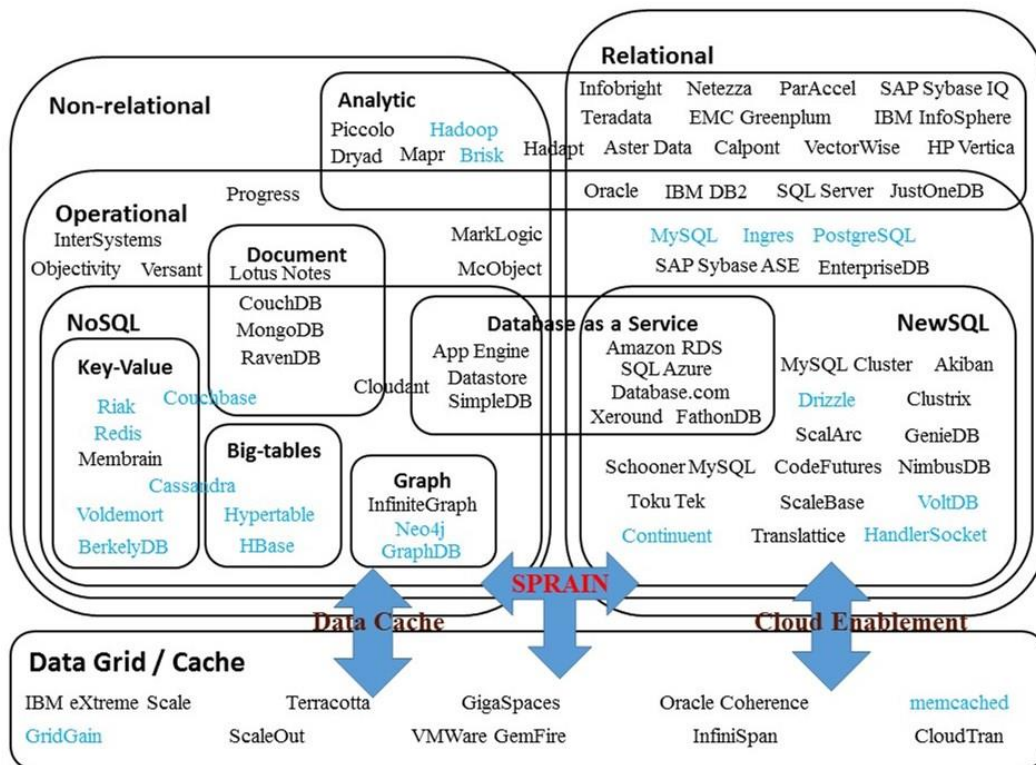 Relational
Non-relational
Analytic
Infobright Netezza ParAccel SAP Sybase IQ
Piccolo Hadoop
Teradata EMC Greenplum IBM InfoSphere
Dryad Mapr Brisk Hadapt Aster Data Calpont VectorWise HP Vertica
Progress
Oracle IBM DB2 SQL Server JustOneDB
Operational
InterSystems
MarkLogic
MySQL Ingres PostgreSQL
Document
Objectivity Versant Lotus Notes
McObject
SAP Sybase ASE EnterpriseDB
NoSQL
CouchDB
MongoDB
RavenDB
Database as a Service
NewSQL
Key-Value
App Engine
Datastore
SimpleDB
Amazon RDS
SQL Azure
Database.com
Xeround FathonDB
MySQL Cluster Akiban
Cloudant
Couchbase
Riak
Redis
Membrain
Cassandra
Voldemort
BerkelyDB
Big-tables
Hypertable
HBase
Graph
InfiniteGraph
Neo4j
GraphDB
Drizzle Clustrix
ScalArc GenieDB
Schooner MySQL CodeFutures NimbusDB
Toku Tek ScaleBase VoltDB
Continuent Translattice HandlerSocket
SPRAIN
Data Cache
Cloud Enablement
Data Grid / Cache
IBM eXtreme Scale Terracotta GigaSpaces Oracle Coherence memcached
GridGain ScaleOut VMWare GemFire InfiniSpan CloudTran